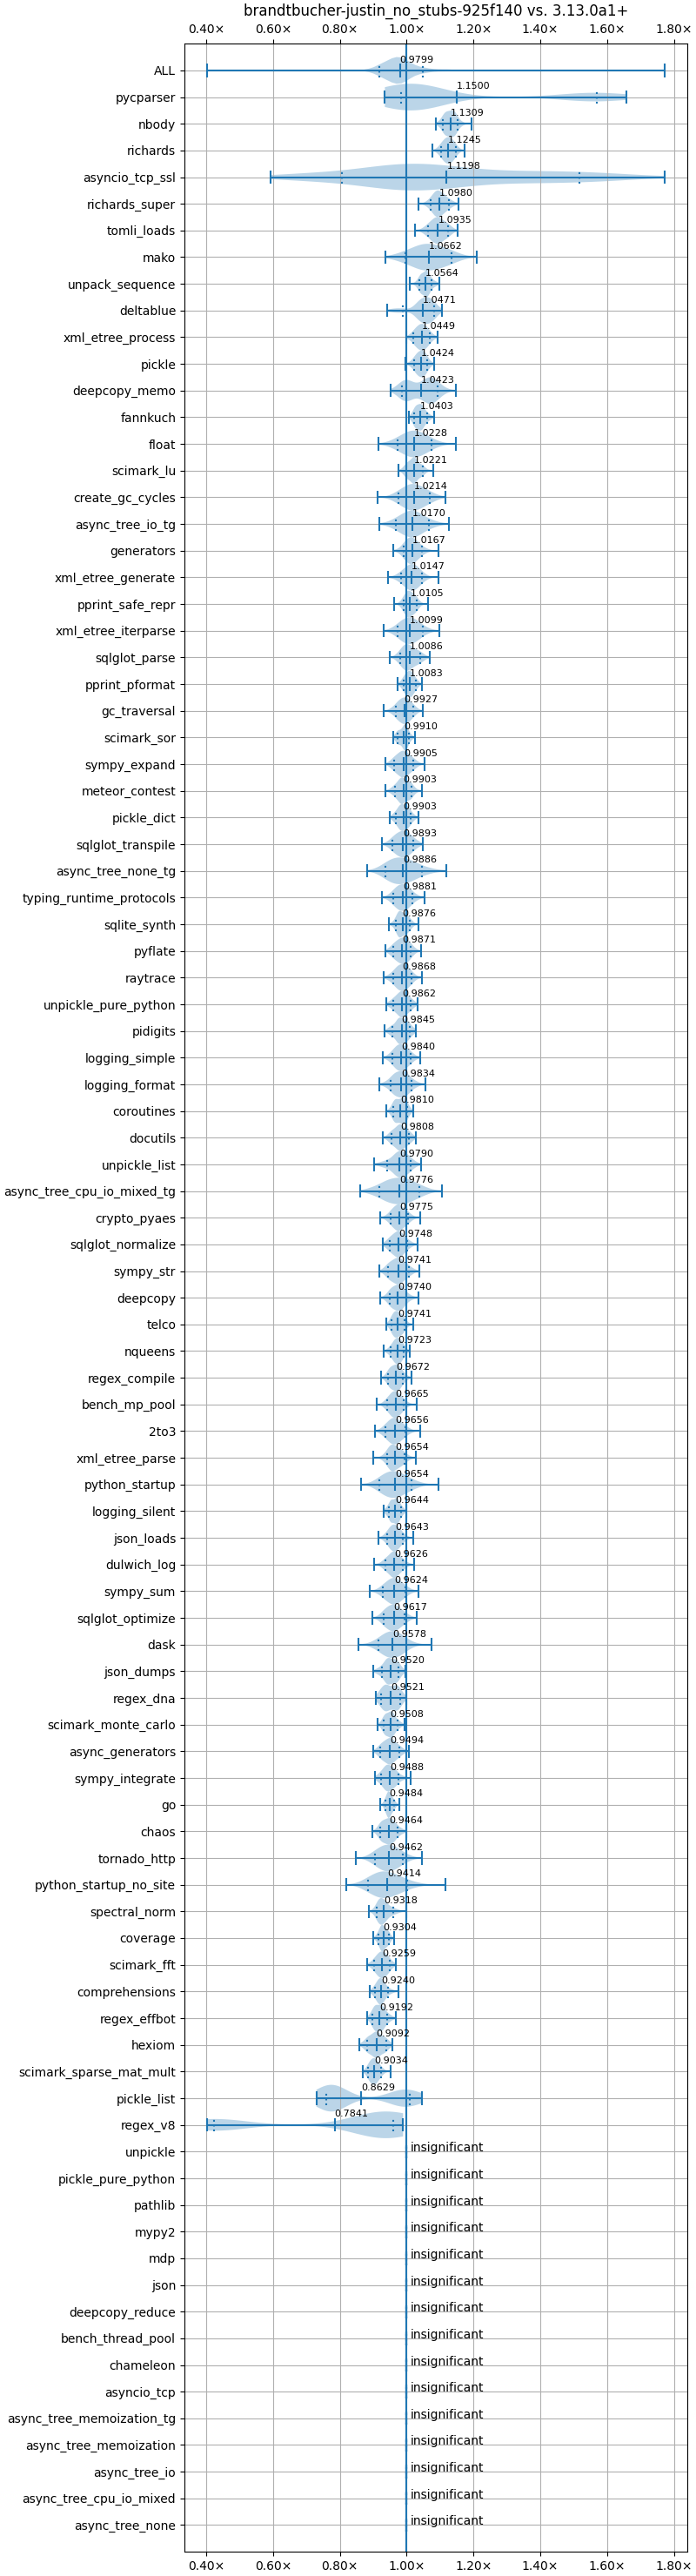 brandtbucher-justin_no_stubs-925f140 vs. 3.13.0a1+
0.40× 0.60× 0.80× 1.00× 1.20× 1.40× 1.60× 1.80×
ALL 0.9799
pycparser 1.1500
nbody 1.1309
richards 1.1245
asyncio_tcp_ssl 1.1198
richards_super 1.0980
tomli_loads 1.0935
mako 1.0662
unpack_sequence 1.0564
deltablue 1.0471
xml_etree_process 1.0449
pickle 1.0424
deepcopy_memo 1.0423
fannkuch 1.0403
float 1.0228
scimark_lu 1.0221
create_gc_cycles 1.0214
async_tree_io_tg 1.0170
generators 1.0167
xml_etree_generate 1.0147
pprint_safe_repr 1.0105
xml_etree_iterparse 1.0099
sqlglot_parse 1.0086
pprint_pformat 1.0083
gc_traversal 0.9927
scimark_sor 0.9910
sympy_expand 0.9905
meteor_contest 0.9903
pickle_dict 0.9903
sqlglot_transpile 0.9893
async_tree_none_tg 0.9886
typing_runtime_protocols 0.9881
sqlite_synth 0.9876
pyflate 0.9871
raytrace 0.9868
unpickle_pure_python 0.9862
pidigits 0.9845
logging_simple 0.9840
logging_format 0.9834
coroutines 0.9810
docutils 0.9808
unpickle_list 0.9790
async_tree_cpu_io_mixed_tg 0.9776
crypto_pyaes 0.9775
sqlglot_normalize 0.9748
sympy_str 0.9741
deepcopy 0.9740
telco 0.9741
nqueens 0.9723
regex_compile 0.9672
bench_mp_pool 0.9665
2to3 0.9656
xml_etree_parse 0.9654
python_startup 0.9654
logging_silent 0.9644
json_loads 0.9643
dulwich_log 0.9626
sympy_sum 0.9624
sqlglot_optimize 0.9617
dask 0.9578
json_dumps 0.9520
regex_dna 0.9521
scimark_monte_carlo 0.9508
async_generators 0.9494
sympy_integrate 0.9488
go 0.9484
chaos 0.9464
tornado_http 0.9462
python_startup_no_site 0.9414
spectral_norm 0.9318
coverage 0.9304
scimark_fft 0.9259
comprehensions 0.9240
regex_effbot 0.9192
hexiom 0.9092
scimark_sparse_mat_mult 0.9034
pickle_list 0.8629
regex_v8 0.7841
unpickle insignificant
pickle_pure_python insignificant
pathlib insignificant
mypy2 insignificant
mdp insignificant
json insignificant
deepcopy_reduce insignificant
bench_thread_pool insignificant
chameleon insignificant
asyncio_tcp insignificant
async_tree_memoization_tg insignificant
async_tree_memoization insignificant
async_tree_io insignificant
async_tree_cpu_io_mixed insignificant
async_tree_none insignificant
0.40× 0.60× 0.80× 1.00× 1.20× 1.40× 1.60× 1.80×